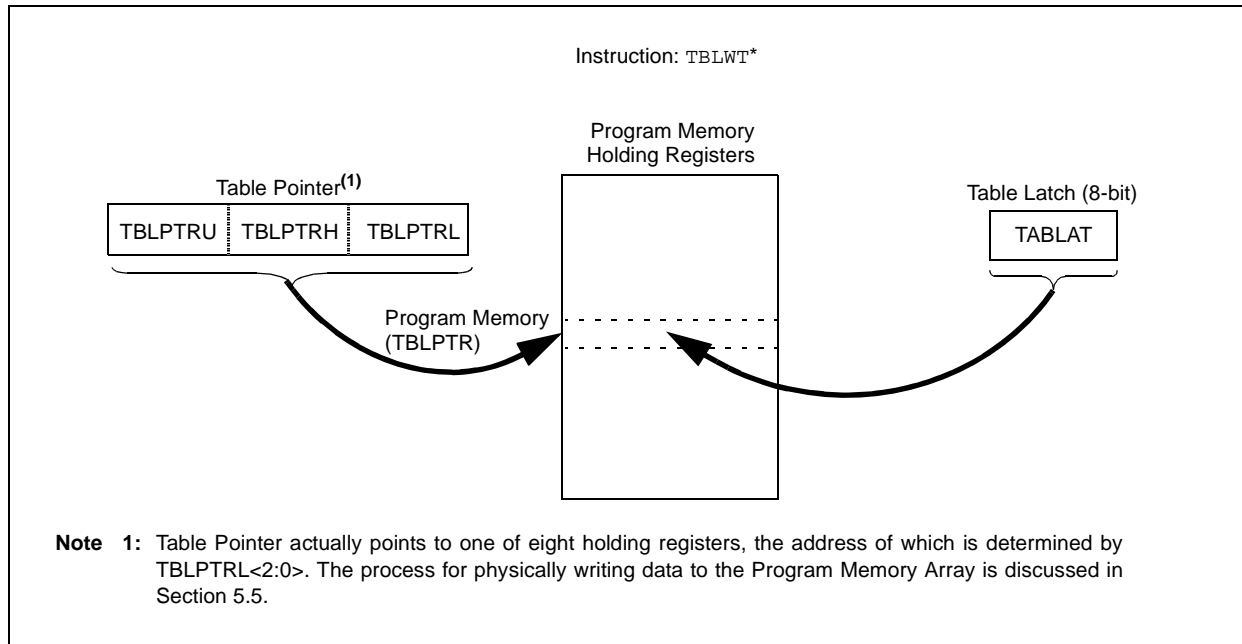 Instruction: TBLWT*
Program Memory
Holding Registers
Table Pointer(1)
Table Latch (8-bit)
TBLPTRU TBLPTRH TBLPTRL
TABLAT
Program Memory
(TBLPTR)
Note 1: Table Pointer actually points to one of eight holding registers, the address of which is determined by
TBLPTRL<2:0>. The process for physically writing data to the Program Memory Array is discussed in
Section 5.5.